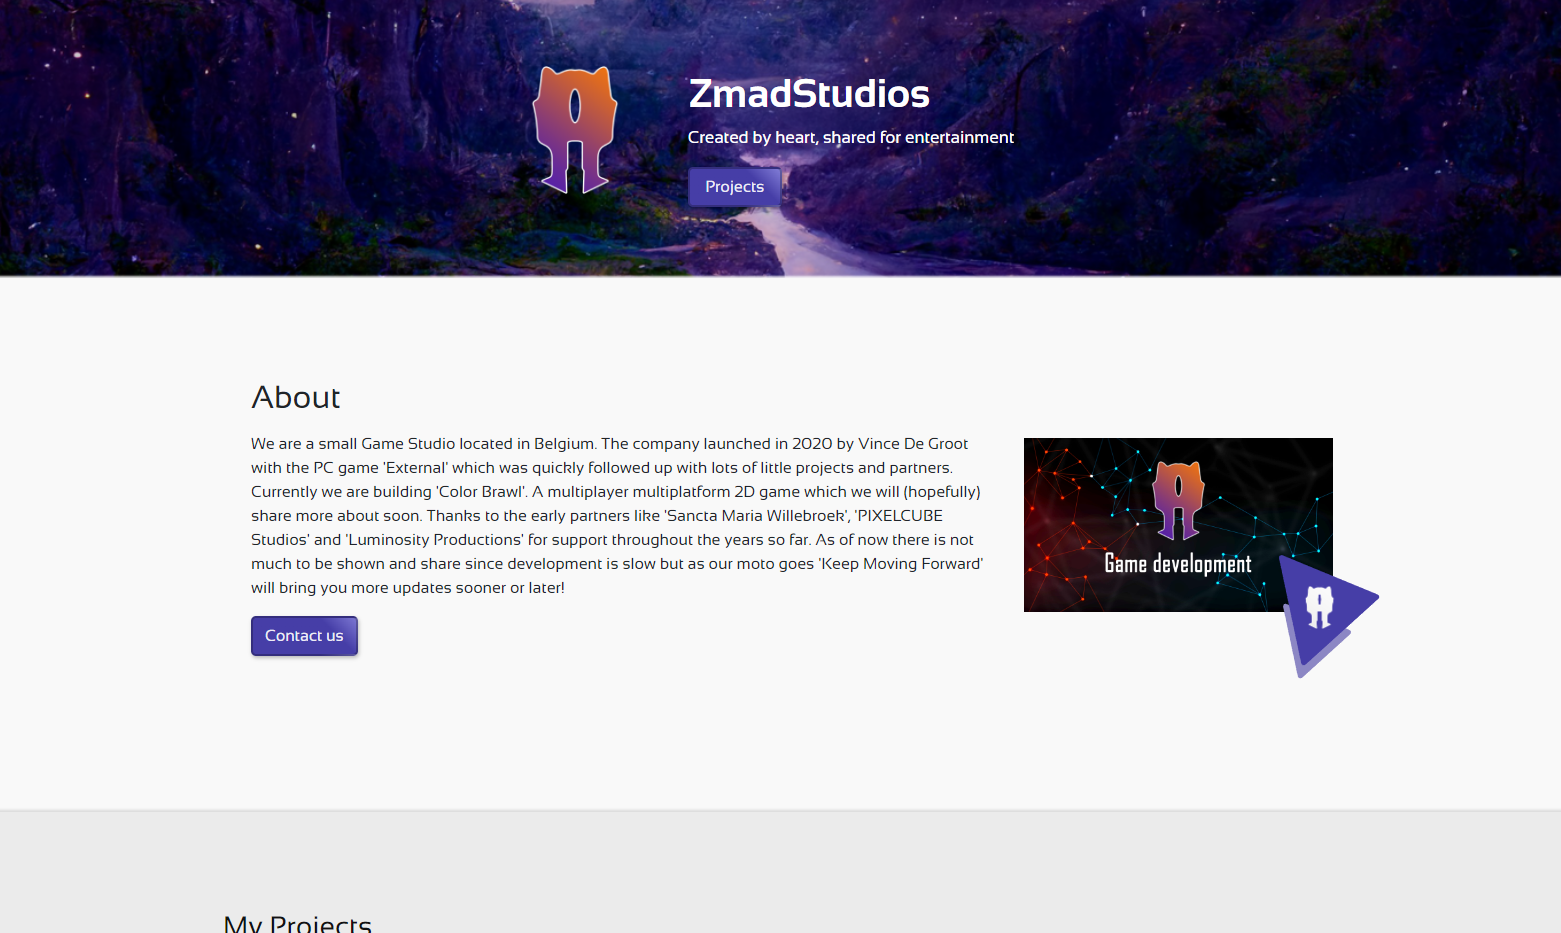 ZmadStudios
Created by heart, shared for entertainment
Projects
About
We are a small Game Studio located in Belgium. The company launched in 2020 by Vince De Groot
with the PC game 'External' which was quickly followed up with lots of little projects and partners.
Currently we are building 'Color Brawl'. A multiplayer multiplatform 2D game which we will (hopefully)
share more about soon. Thanks to the early partners like 'Sancta Maria Willebroek', 'PIXELCUBE
Studios' and 'Luminosity Productions' for support throughout the years so far. As of now there is not
much to be shown and share since development is slow but as our moto goes 'Keep Moving Forward'
will bring you more updates sooner or later!
Contact us
Game development
My Projects